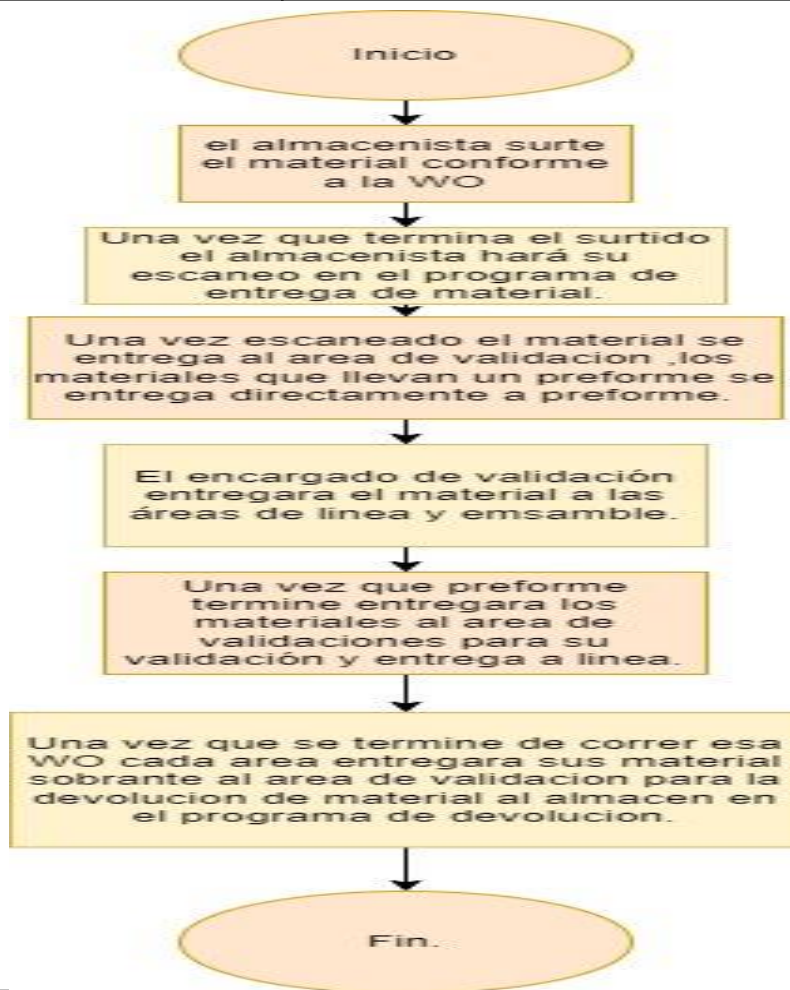 Inicio
el almacenista surte
el material conforme
a la WO
Una vez que termina el surtido
el almacenista hará su
escaneo en el programa de
entrega de material.
Una vez escaneado el material se
entrega al area de validacion ,los
materiales que llevan un preforme se
entrega directamente a preforme.
El encargado de validación
entregara el material a las
áreas de linea y emsamble.
Una vez que preforme
termine entregara los
materiales al area de
validaciones para su
validación y entrega a linea.
Una vez que se termine de correr esa
WO cada area entregara sus material
sobrante al area de validacion para la
devolucion de material al almacen en
el programa de devolucion.
Fin.